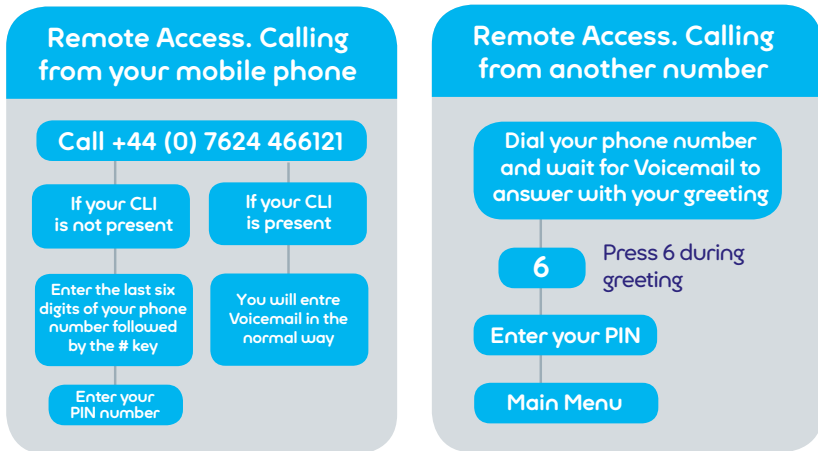 Remote Access. Calling
from your mobile phone
Call +44 (0) 7624 466121
If your CLI
is not present
If your CLI
is present
Enter the last six
digits of your phone
number followed
by the # key
You will entre
Voicemail in the
normal way
Enter your
PIN number
Remote Access. Calling
from another number
Dial your phone number
and wait for Voicemail to
answer with your greeting
6
Press 6 during
greeting
Enter your PIN
Main Menu